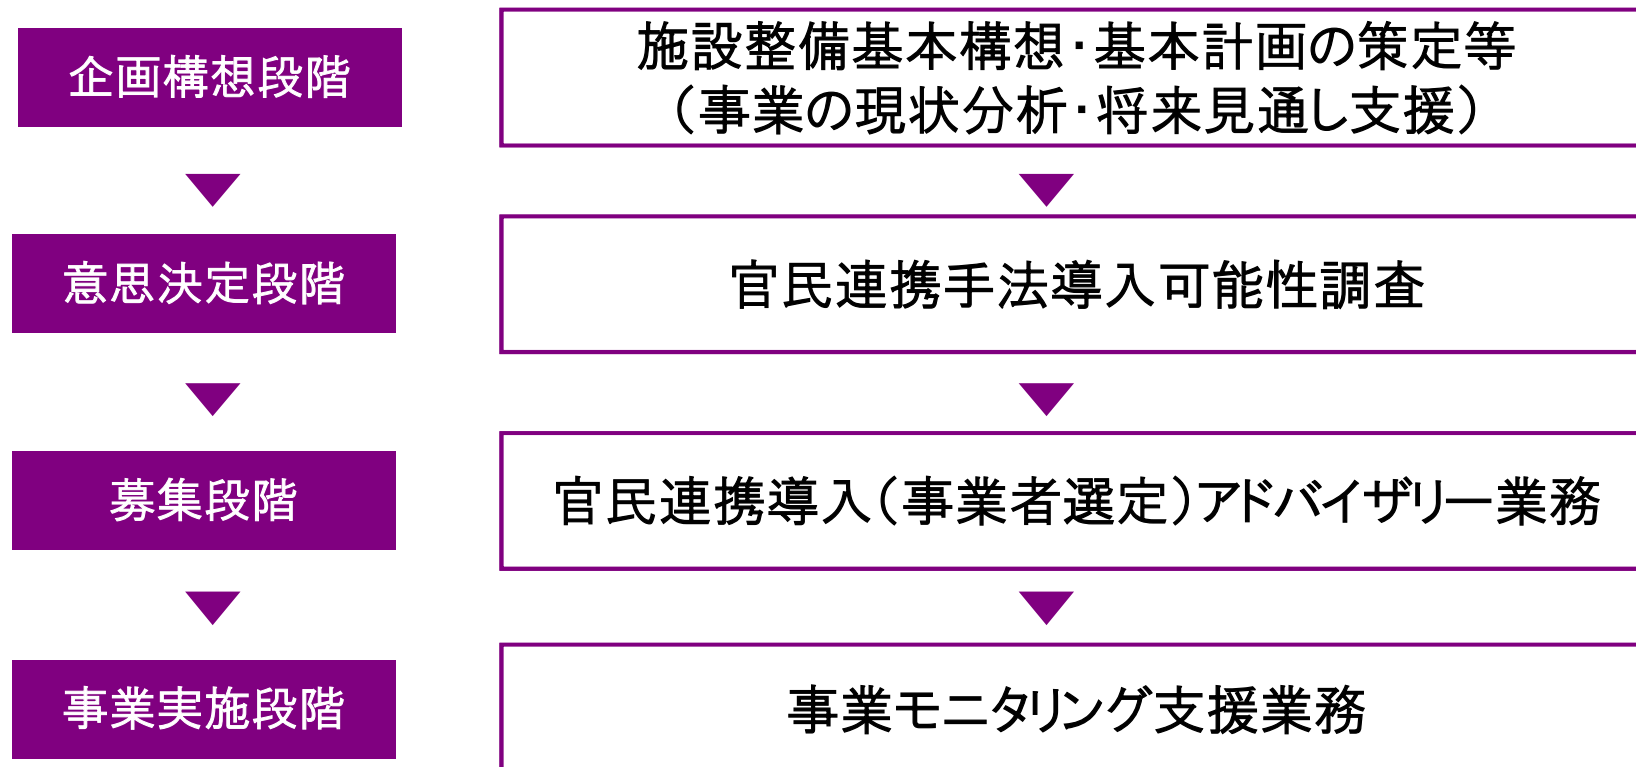 企画構想段階
施設整備基本構想・基本計画の策定等
（事業の現状分析・将来見通し支援）
意思決定段階
官民連携手法導入可能性調査
募集段階
官民連携導入（事業者選定）アドバイザリー業務
事業実施段階
事業モニタリング支援業務